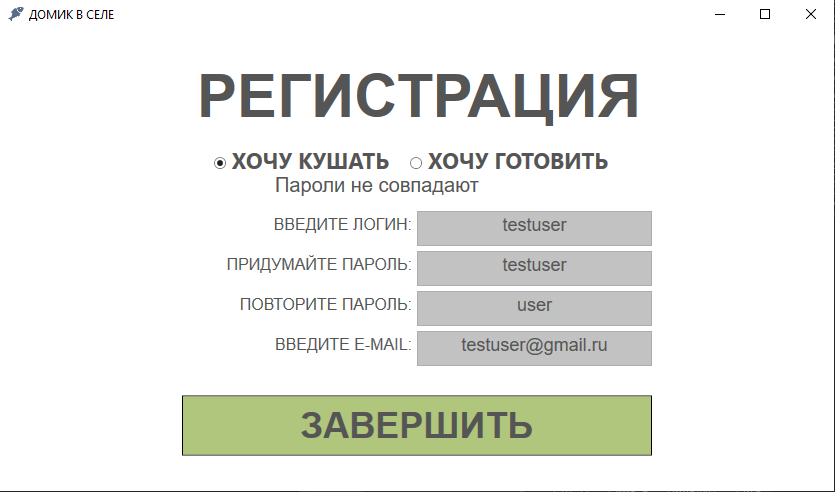 ДОМИК В СЕЛЕ
РЕГИСТРАЦИЯ
ХОЧУ КУШАТЬ ХОЧУ ГОТОВИТЬ
Пароли не совпадают
ВВЕДИТЕ ЛОГИН: testuser
ПРИДУМАЙТЕ ПАРОЛЬ: testuser
ПОВТОРИТЕ ПАРОЛЬ: user
ВВЕДИТЕ E-MAIL: testuser@gmail.ru
ЗАВЕРШИТЬ